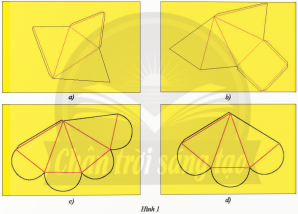 a)
b)
Chân trời sáng tạo
c)
d)
Hình 1